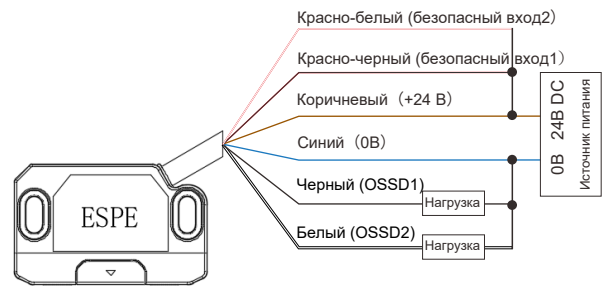 Красно-белый (безопасный вход2)
Красно-черный (безопасный вход1)
Коричневый (+24 В)
Синий (0В)
Черный (OSSD1)
Нагрузка
Белый (OSSD2)
Нагрузка
0В 24В DC
Источник питания
ESPE